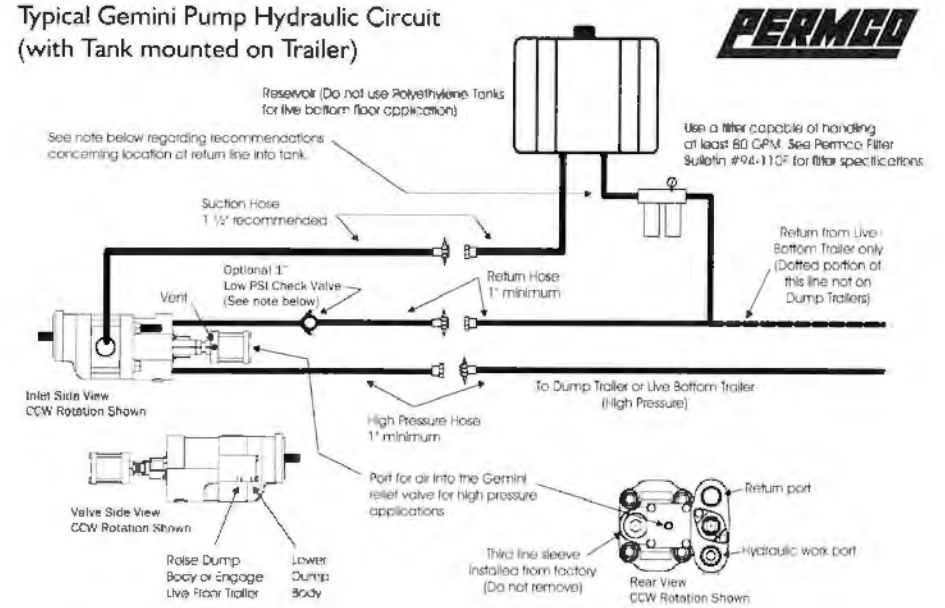 Typical Gemini Pump Hydraulic Circuit
(with Tank mounted on Trailer)
PERMCO
Reservoir (Do not use Polyethylene Tanks
for live bottom floor application)
See note below regarding recommendations
concerning location of return line into tank.
Use a filter capable of handling
at least 80 GPM. See Permco Filter
Bulletin #94-110F for filter specifications
Suction Hose
1 ½" recommended
Return from Live
Bottom Trailer only
(Dotted portion of
this line not on
Dump Trailers)
Optional 1"
Low PSI Check Valve
(See note below)
Return Hose
1" minimum
Vent
Inlet Side View
CCW Rotation Shown
To Dump Trailer or Live Bottom Trailer
(High Pressure)
High Pressure Hose
1" minimum
Port for air into the Gemini
relief valve for high pressure
applications
Valve Side View
CCW Rotation Shown
Raise Dump
Body or Engage
Live Floor Trailer
Lower
Dump
Body
Third line sleeve
installed from factory
(Do not remove)
Return port
Hydraulic work port
Rear View
CCW Rotation Shown